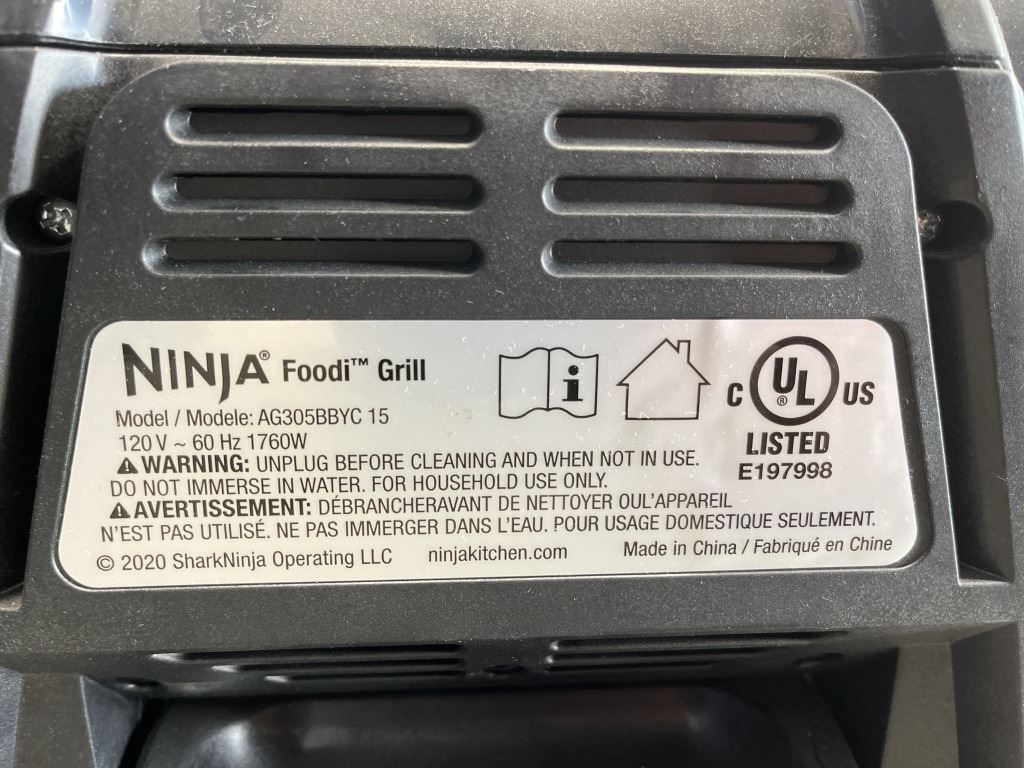 NINJA® Foodi™ Grill
Model / Modele: AG305BBYC 15
120 V ~ 60 Hz 1760W
⚠ WARNING: UNPLUG BEFORE CLEANING AND WHEN NOT IN USE.
DO NOT IMMERSE IN WATER. FOR HOUSEHOLD USE ONLY.
⚠ AVERTISSEMENT: DÉBRANCHERAVANT DE NETTOYER OUL'APPAREIL
N'EST PAS UTILISÉ. NE PAS IMMERGER DANS L'EAU. POUR USAGE DOMESTIQUE SEULEMENT.
© 2020 SharkNinja Operating LLC ninjakitchen.com Made in China / Fabriqué en Chine
i
C UL® US
LISTED
E197998